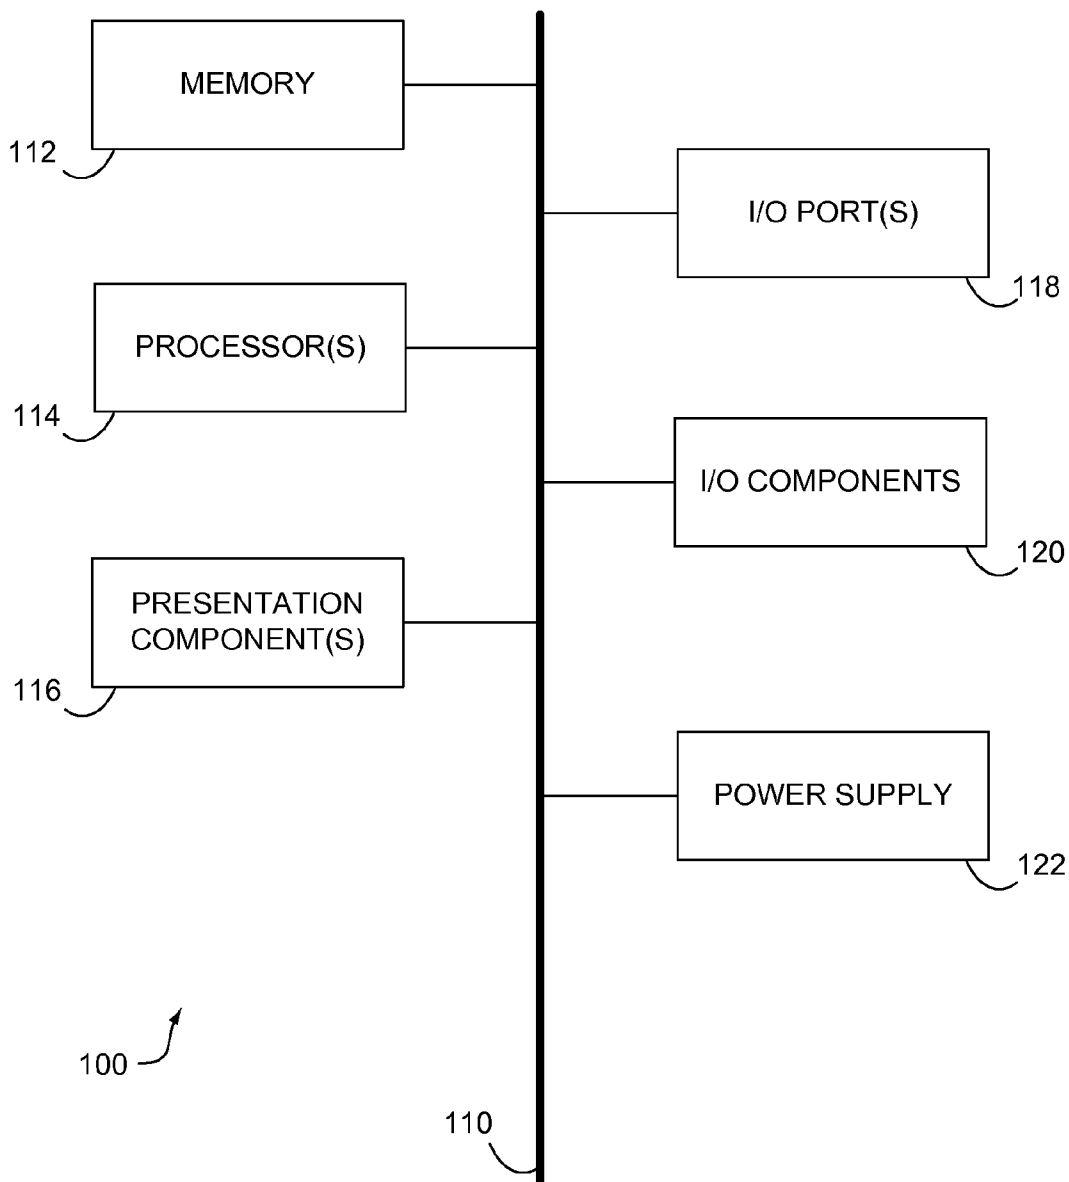 MEMORY
112
I/O PORT(S)
118
PROCESSOR(S)
114
I/O COMPONENTS
120
PRESENTATION
COMPONENT(S)
116
POWER SUPPLY
122
100
110